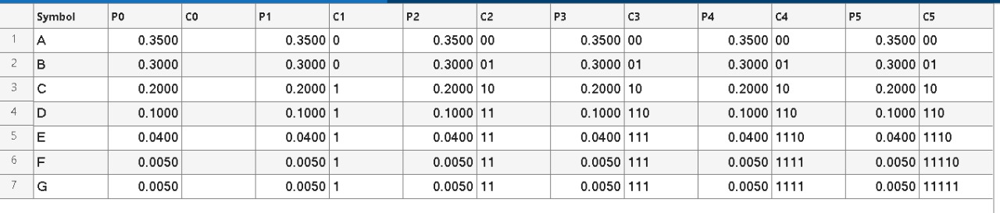 Symbol P0 C0 P1 C1 P2 C2 P3 C3 P4 C4 P5 C5
1 A 0.3500 0.3500 0 0.3500 00 0.3500 00 0.3500 00 0.3500 00
2 B 0.3000 0.3000 0 0.3000 01 0.3000 01 0.3000 01 0.3000 01
3 C 0.2000 0.2000 1 0.2000 10 0.2000 10 0.2000 10 0.2000 10
4 D 0.1000 0.1000 1 0.1000 11 0.1000 110 0.1000 110 0.1000 110
5 E 0.0400 0.0400 1 0.0400 11 0.0400 111 0.0400 1110 0.0400 1110
6 F 0.0050 0.0050 1 0.0050 11 0.0050 111 0.0050 1111 0.0050 11110
7 G 0.0050 0.0050 1 0.0050 11 0.0050 111 0.0050 1111 0.0050 11111